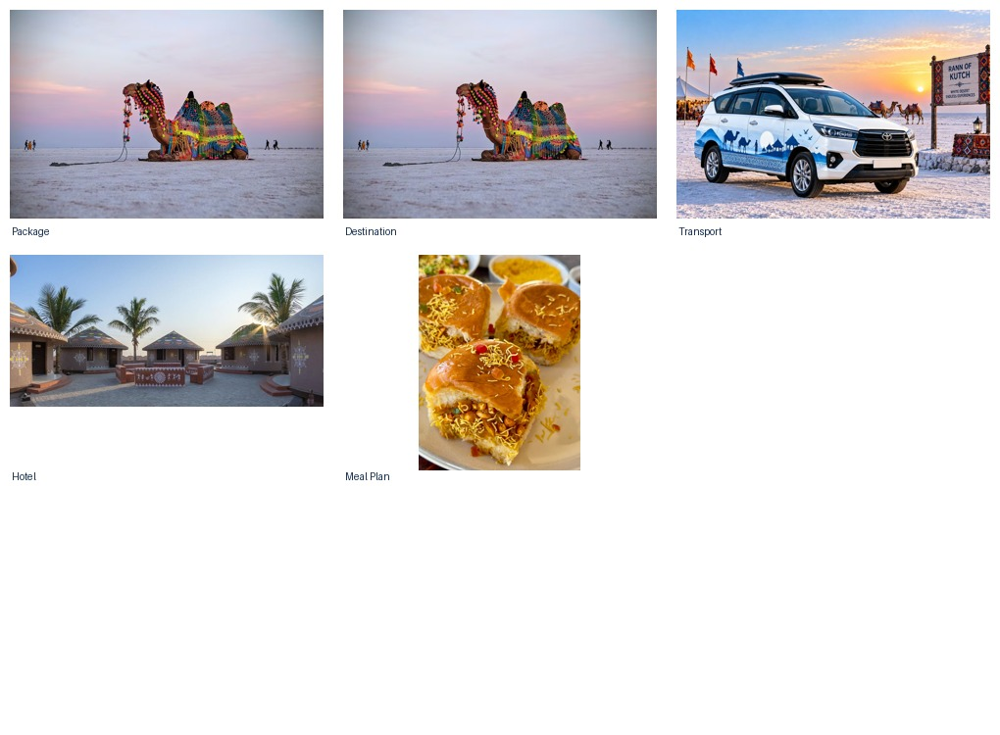 RANN OF
KUTCH
Package
Destination
Transport
Hotel
Meal Plan